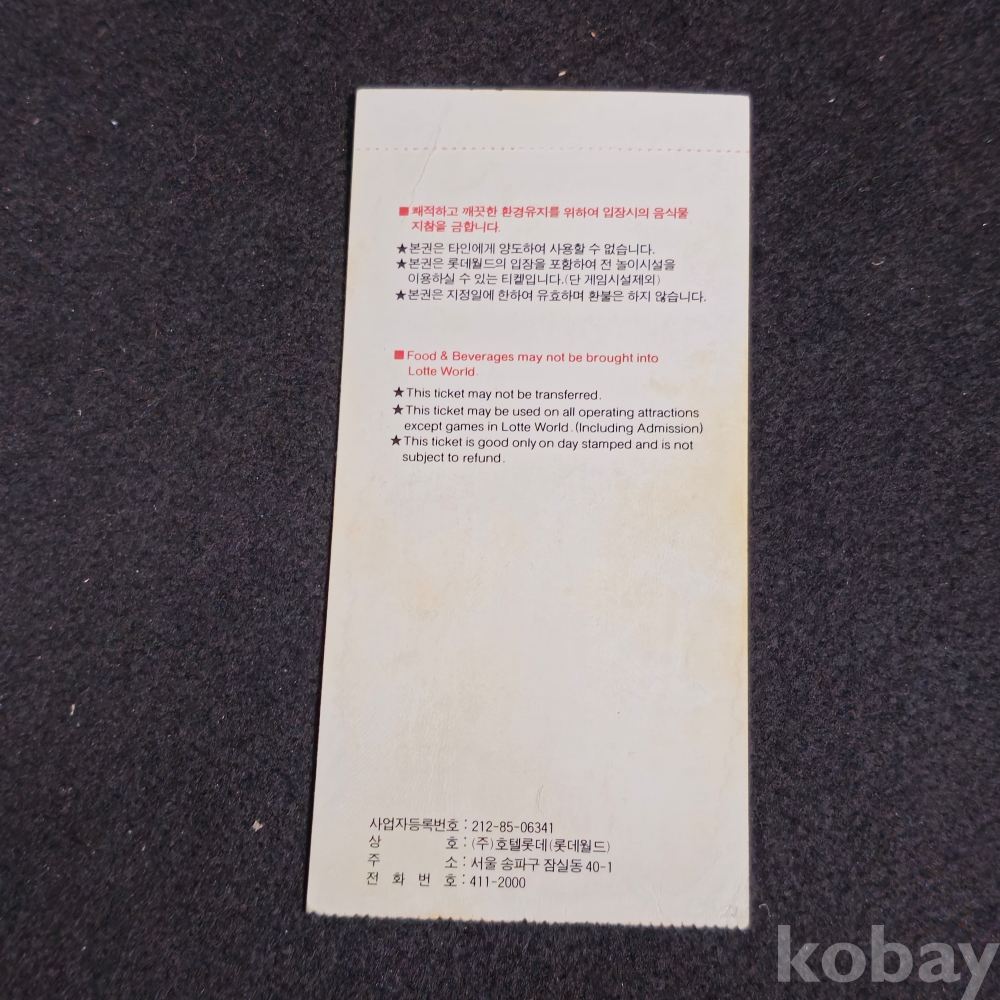 ■ 쾌적하고 깨끗한 환경유지를 위하여 입장시의 음식물
지참을 금합니다.
★본권은 타인에게 양도하여 사용할 수 없습니다.
★본권은 롯데월드의 입장을 포함하여 전 놀이시설을
이용하실 수 있는 티켙입니다.(단 게임시설제외)
★본권은 지정일에 한하여 유효하며 환불은 하지 않습니다.
■ Food & Beverages may not be brought into
Lotte World.
★This ticket may not be transferred.
★This ticket may be used on all operating attractions
except games in Lotte World.(Including Admission)
★This ticket is good only on day stamped and is not
subject to refund.
사업자등록번호 : 212-85-06341
상 호 : (주)호텔롯데(롯데월드)
주 소 : 서울 송파구 잠실동 40-1
전 화 번 호 : 411-2000
kobay